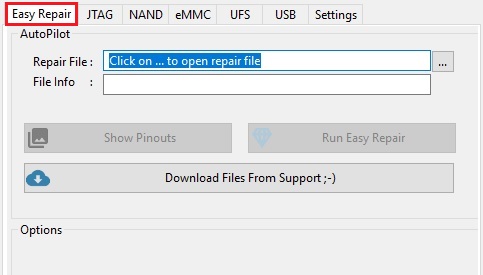 Easy Repair JTAG NAND eMMC UFS USB Settings
AutoPilot
Repair File : Click on ... to open repair file ...
File Info :
Show Pinouts Run Easy Repair
Download Files From Support ;-)
Options